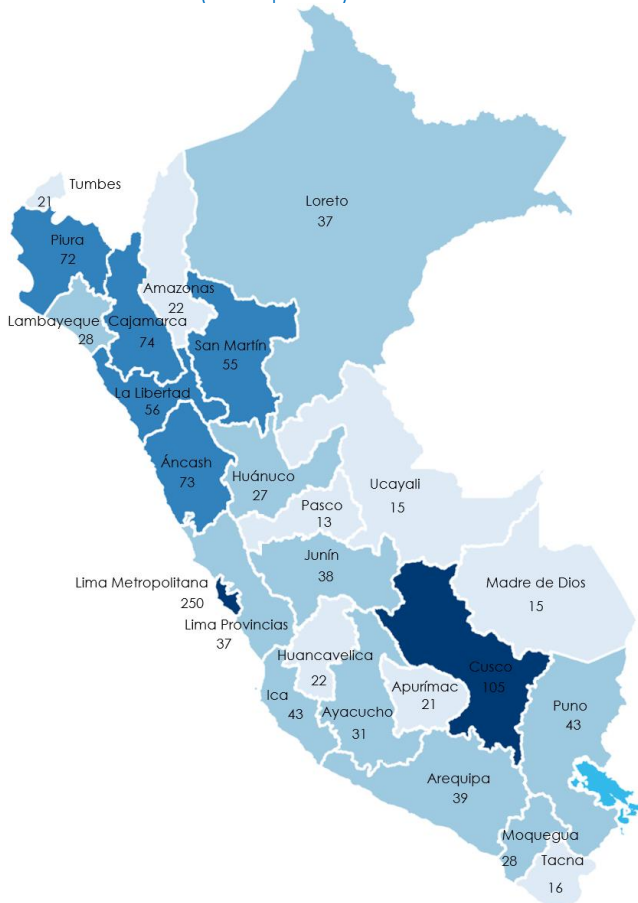 Tumbes
21
Loreto
37
Piura
72
Amazonas
22
Lambayeque
28
Cajamarca
74
San Martín
55
La Libertad
56
Áncash
73
Huánuco
27
Ucayali
15
Pasco
13
Junín
38
Lima Metropolitana
250
Madre de Dios
15
Lima Provincias
37
Huancavelica
22
Cusco
105
Apurímac
21
Ica
43
Ayacucho
31
Puno
43
Arequipa
39
Moquegua
28
Tacna
16